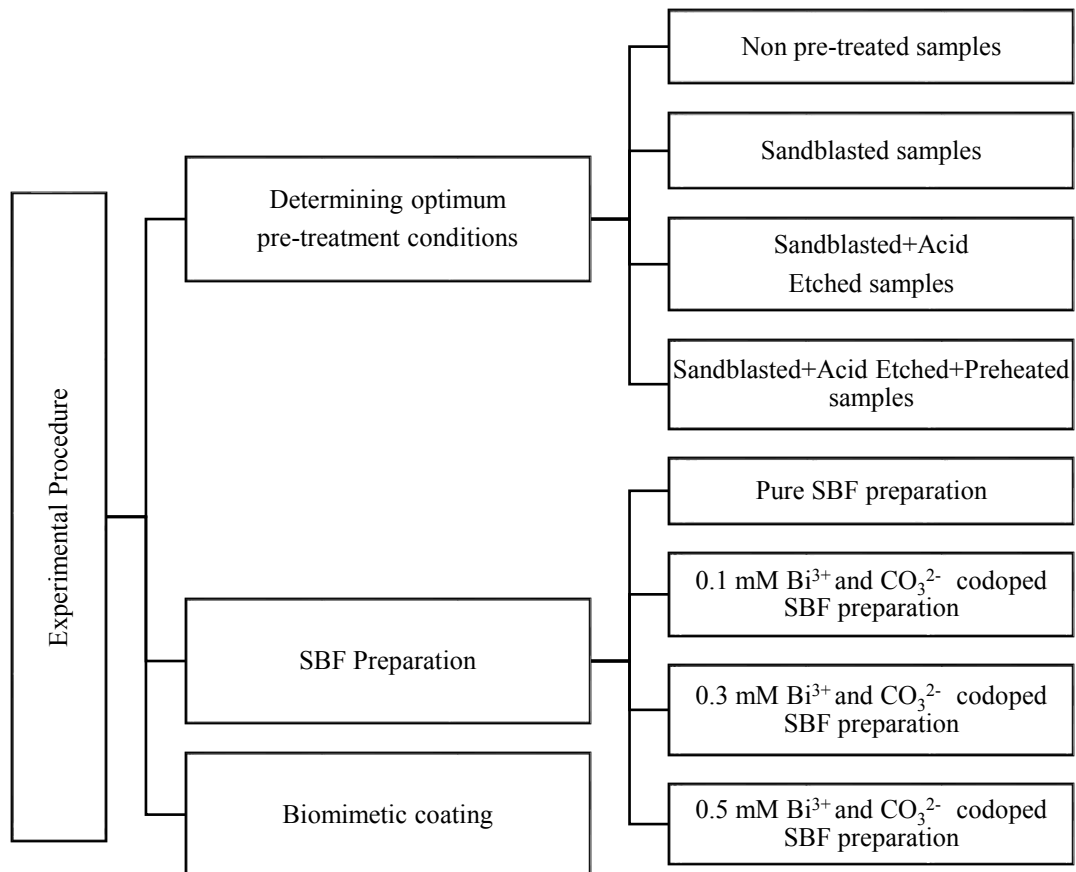 Experimental Procedure
Determining optimum
pre-treatment conditions
Non pre-treated samples
Sandblasted samples
Sandblasted+Acid
Etched samples
Sandblasted+Acid Etched+Preheated
samples
SBF Preparation
Pure SBF preparation
0.1 mM Bi³⁺ and CO₃²⁻ codoped
SBF preparation
0.3 mM Bi³⁺ and CO₃²⁻ codoped
SBF preparation
0.5 mM Bi³⁺ and CO₃²⁻ codoped
SBF preparation
Biomimetic coating